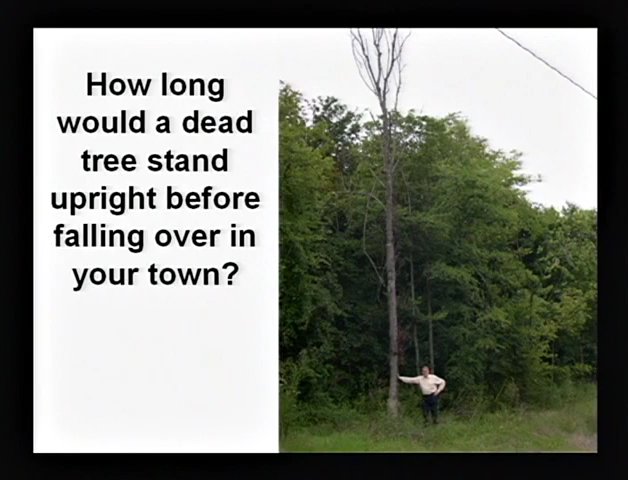 How long
would a dead
tree stand
upright before
falling over in
your town?